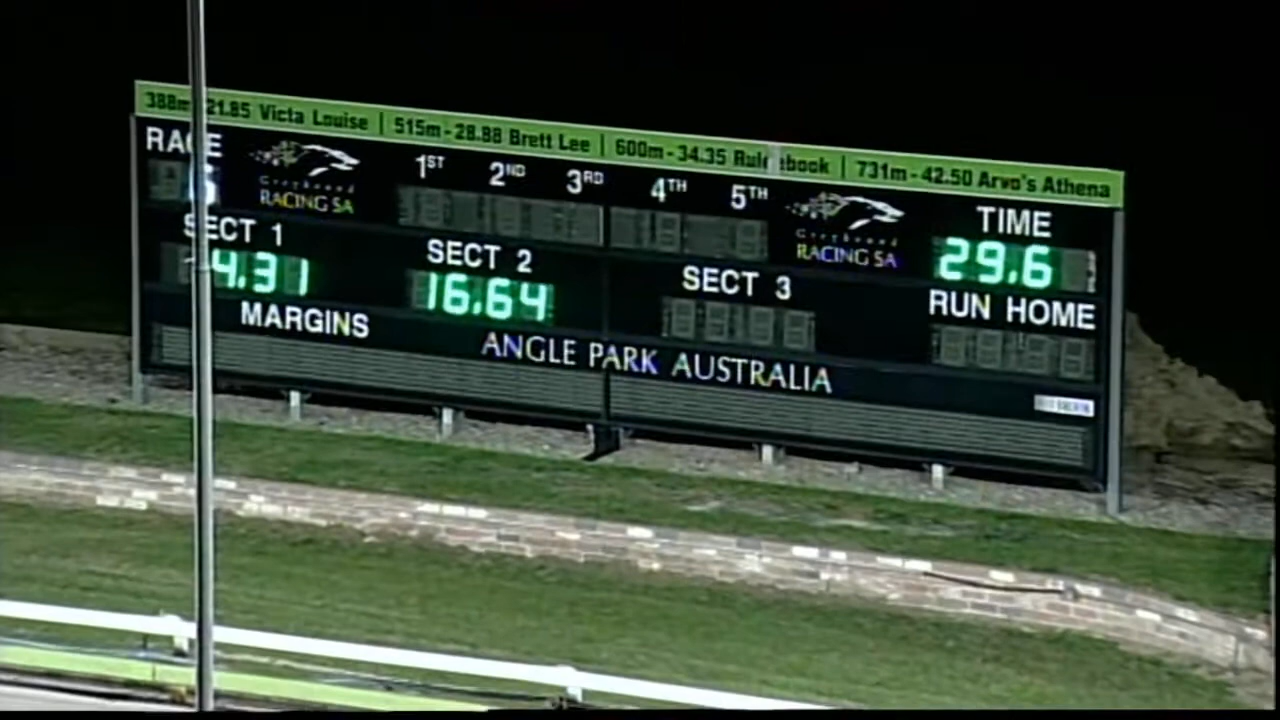 388m 21.85 Victa Louise | 515m - 28.88 Brett Lee | 600m - 34.35 | 731m - 42.50 Arvo's Athena
RACE
Greyhound
RACING SA
1ST 2ND 3RD 4TH 5TH
Greyhound
RACING SA
TIME
29.6
SECT 1
4.31
SECT 2
16.64
SECT 3
RUN HOME
MARGINS
ANGLE PARK AUSTRALIA